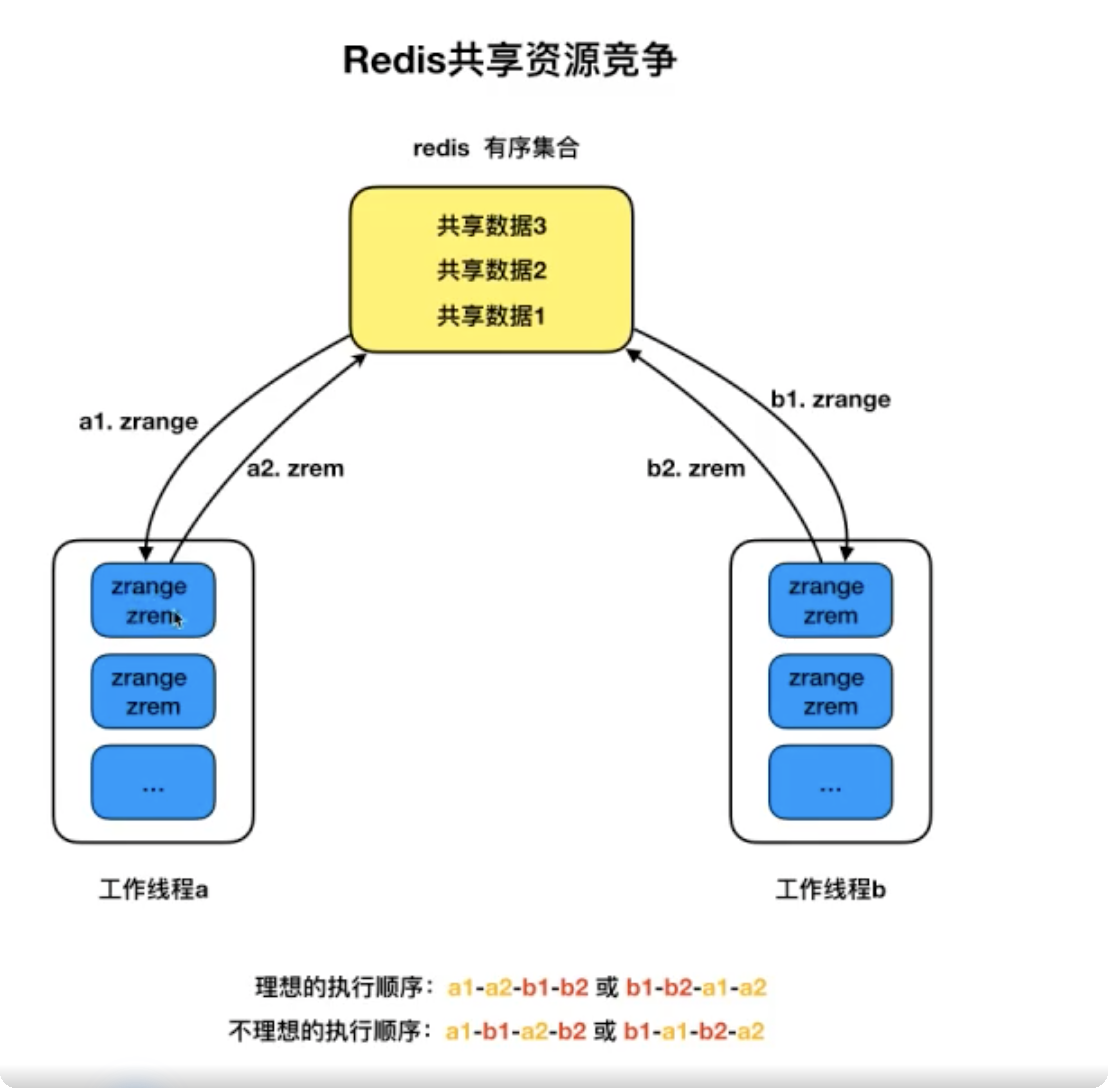 Redis共享资源竞争
redis 有序集合
共享数据3
共享数据2
共享数据1
a1. zrange
a2. zrem
b1. zrange
b2. zrem
zrange
zrem
zrange
zrem
...
工作线程a
zrange
zrem
zrange
zrem
...
工作线程b
理想的执行顺序：a1-a2-b1-b2 或 b1-b2-a1-a2
不理想的执行顺序：a1-b1-a2-b2 或 b1-a1-b2-a2